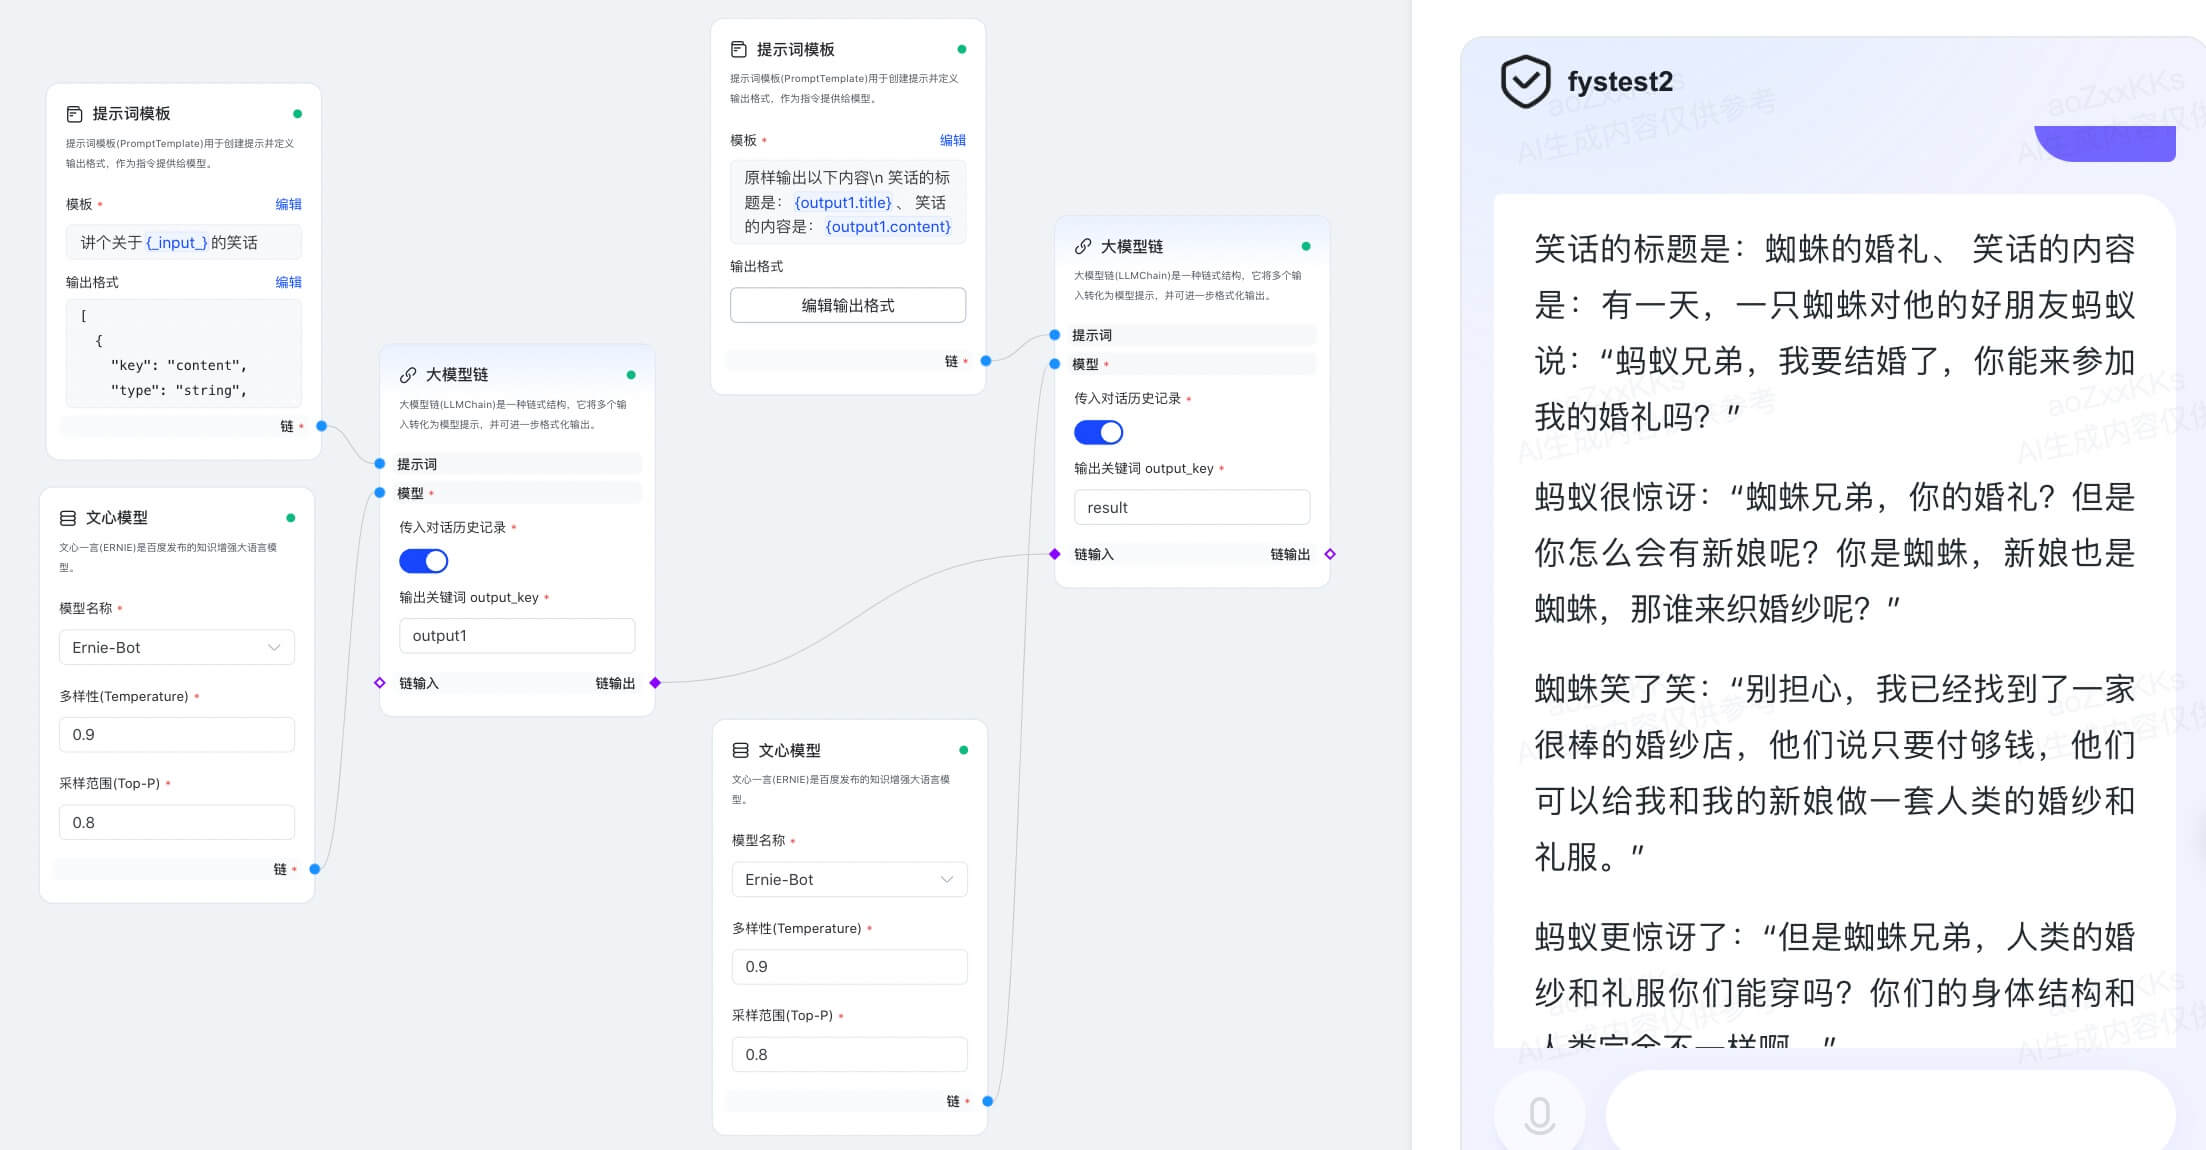 提示词模板
提示词模板(PromptTemplate)用于创建提示并定义
输出格式，作为指令提供给模型。
模板 *
编辑
讲个关于{_input_}的笑话
输出格式
编辑
[
{
"key": "content",
"type": "string",
链 *
文心模型
文心一言(ERNIE)是百度发布的知识增强大语言模
型。
模型名称 *
Ernie-Bot
多样性(Temperature) *
0.9
采样范围(Top-P) *
0.8
链 *
大模型链
大模型链(LLMChain)是一种链式结构，它将多个输
入转化为模型提示，并可进一步格式化输出。
提示词
模型 *
传入对话历史记录 *
输出关键词 output_key *
output1
链输入
链输出
提示词模板
提示词模板(PromptTemplate)用于创建提示并定义
输出格式，作为指令提供给模型。
模板 *
编辑
原样输出以下内容\n 笑话的标
题是： {output1.title} 、 笑话
的内容是： {output1.content}
输出格式
编辑输出格式
链 *
文心模型
文心一言(ERNIE)是百度发布的知识增强大语言模
型。
模型名称 *
Ernie-Bot
多样性(Temperature) *
0.9
采样范围(Top-P) *
0.8
链 *
大模型链
大模型链(LLMChain)是一种链式结构，它将多个输
入转化为模型提示，并可进一步格式化输出。
提示词
模型 *
传入对话历史记录 *
输出关键词 output_key *
result
链输入
链输出
fystest2
aoZxxKKs
AI生成内容仅供参考
笑话的标题是：蜘蛛的婚礼、 笑话的内容
是：有一天，一只蜘蛛对他的好朋友蚂蚁
说：“蚂蚁兄弟，我要结婚了，你能来参加
我的婚礼吗？”
蚂蚁很惊讶：“蜘蛛兄弟，你的婚礼？但是
你怎么会有新娘呢？你是蜘蛛，新娘也是
蜘蛛，那谁来织婚纱呢？”
蜘蛛笑了笑：“别担心，我已经找到了一家
很棒的婚纱店，他们说只要付够钱，他们
可以给我和我的新娘做一套人类的婚纱和
礼服。”
蚂蚁更惊讶了：“但是蜘蛛兄弟，人类的婚
纱和礼服你们能穿吗？你们的身体结构和
人类完全不一样啊。”